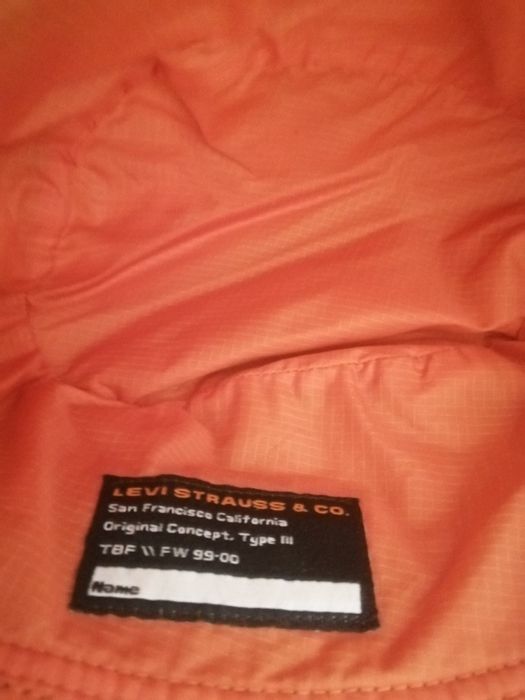 LEVI STRAUSS & CO.
San Francisco California
Original Concept. Type III
TBF \\ FW 99-00
Name